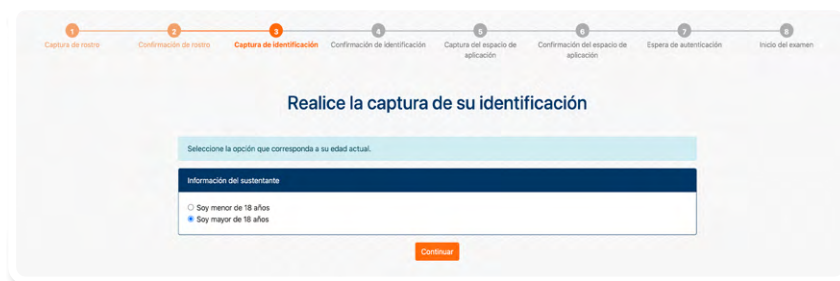 1 2 3 4 5 6 7 8
Captura de rostro Confirmación de rostro Captura de identificación Confirmación de identificación Captura del espacio de aplicación Confirmación del espacio de aplicación Espera de autenticación Inicio del examen
Realice la captura de su identificación
Seleccione la opción que corresponda a su edad actual.
Información del sustentante
Soy menor de 18 años
Soy mayor de 18 años
Continuar